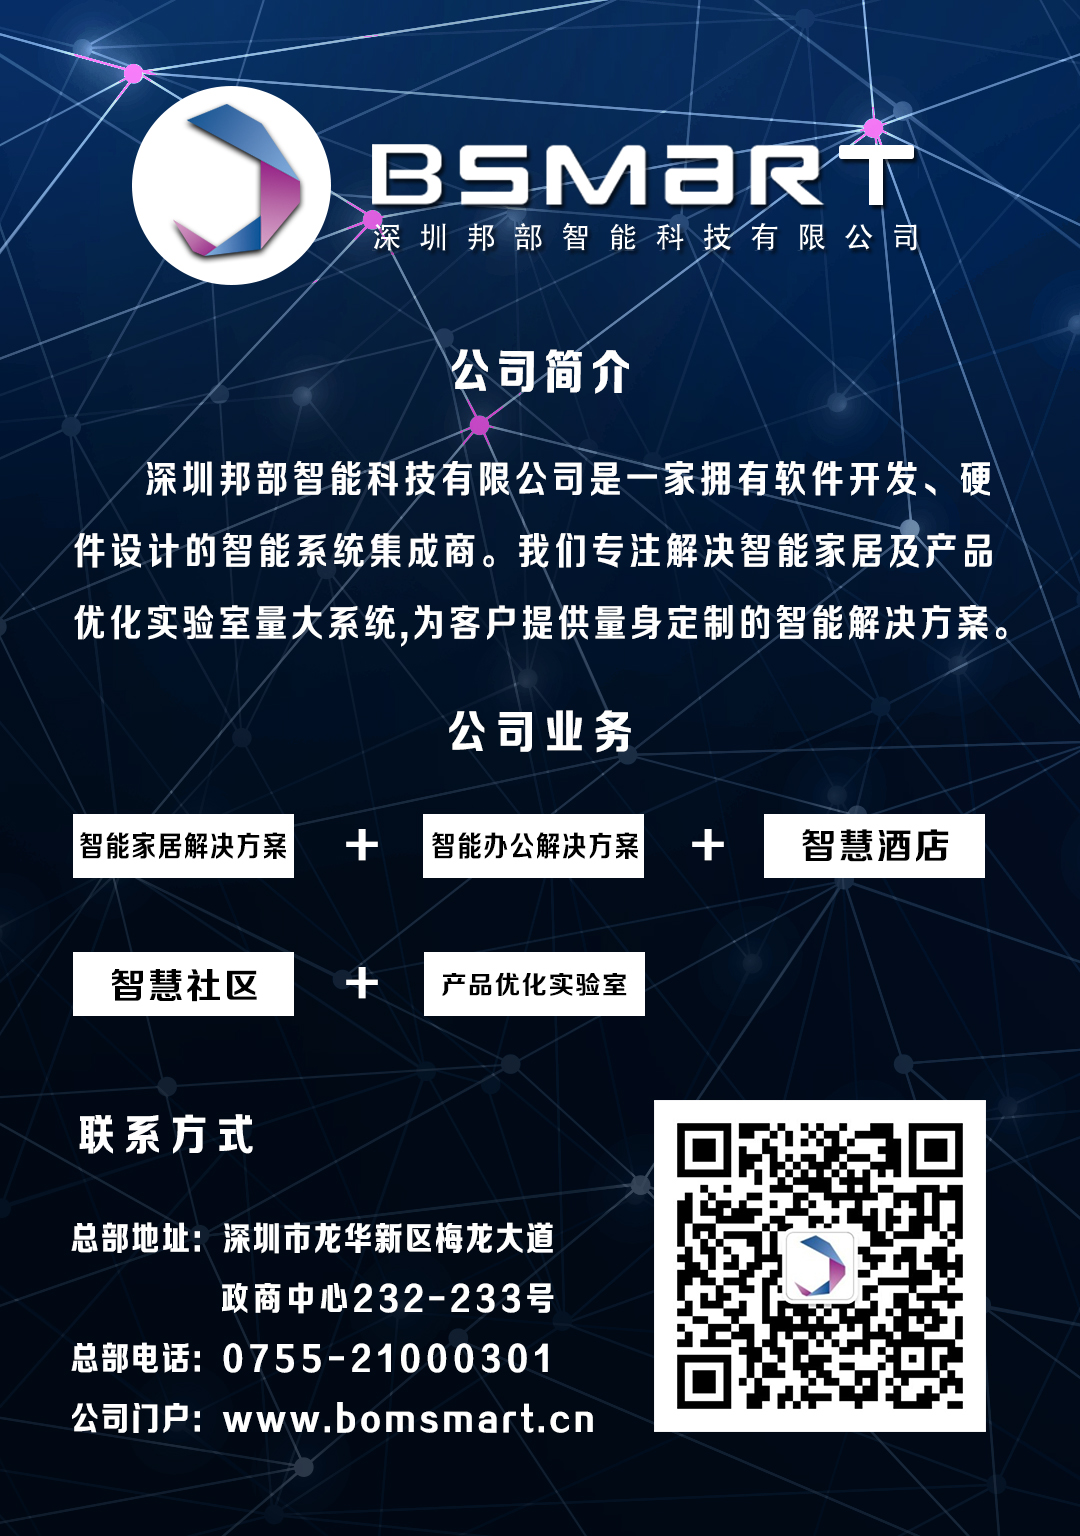 BSMART
深圳邦部智能科技有限公司
公司简介
深圳邦部智能科技有限公司是一家拥有软件开发、硬
件设计的智能系统集成商。我们专注解决智能家居及产品
优化实验室量大系统,为客户提供量身定制的智能解决方案。
公司业务
智能家居解决方案 + 智能办公解决方案 + 智慧酒店
智慧社区 + 产品优化实验室
联系方式
总部地址: 深圳市龙华新区梅龙大道
政商中心232-233号
总部电话: 0755-21000301
公司门户: www.bomsmart.cn